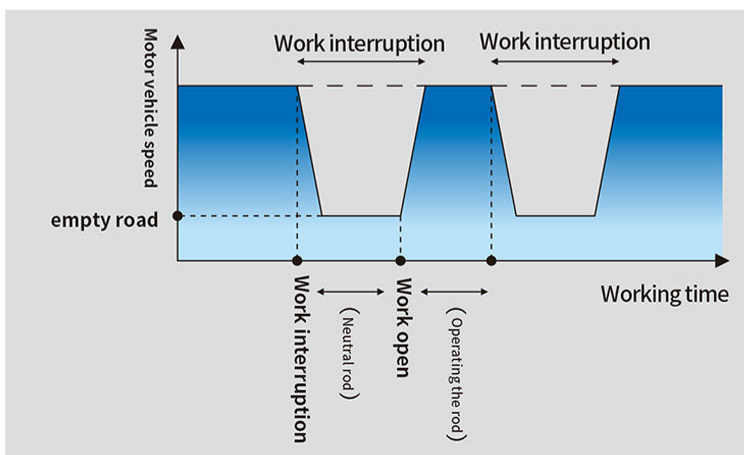 Motor vehicle speed
Work interruption
Work interruption
empty road
Working time
Work interruption
(Neutral rod)
Work open
(Operating the rod)